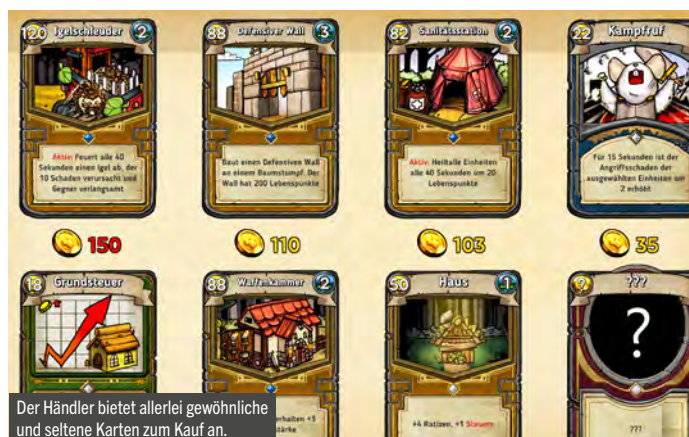 120 Igelschleuder 2
Aktiv: Feuert alle 40
Sekunden einen Igel ab, der
10 Schaden verursacht und
Gegner verlangsamt
150
88 Defensiver Wall 3
Baut einen Defensiven Wall
an einem Baumstumpf. Der
Wall hat 200 Lebenspunkte
110
82 Sanitätsstation 2
Aktiv: Heilt alle Einheiten
alle 40 Sekunden um 20
Lebenspunkte
103
22 Kampfruf
Für 15 Sekunden ist der
Angriffsschaden der
ausgewählten Einheiten um
2 erhöht
35
18 Grundsteuer
88 Waffenkammer 2
erhalten +3
stärke
50 Haus 1
+4 Ratizen, +1 Steuern
? ???
?
???
Der Händler bietet allerlei gewöhnliche
und seltene Karten zum Kauf an.